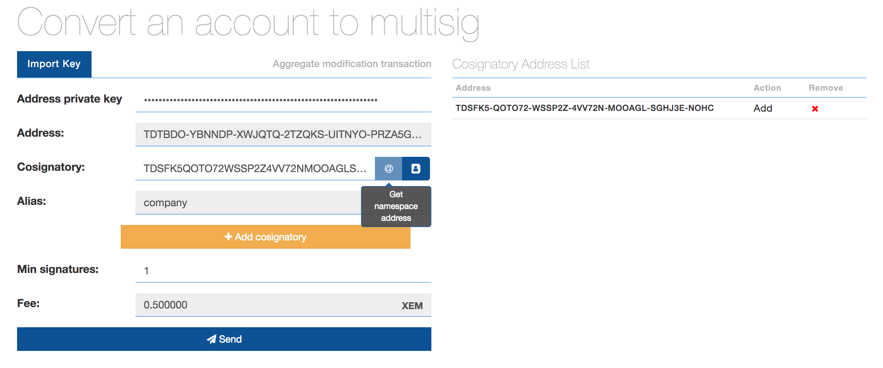 Convert an account to multisig
Import Key
Aggregate modification transaction
Address private key
••••••••••••••••••••••••••••••••••••••••••••••••••••••••••••••••
Address:
TDTBDO-YBNNDP-XWJQTQ-2TZQKS-UITNYO-PRZA5G...
Cosignatory:
TDSFK5QOTO72WSSP2Z4VV72NMOOAGLS...
@
Get
namespace
address
Alias:
company
+ Add cosignatory
Min signatures:
1
Fee:
0.500000
XEM
Send
Cosignatory Address List
Address
Action
Remove
TDSFK5-QOTO72-WSSP2Z-4VV72N-MOOAGL-SGHJ3E-NOHC
Add